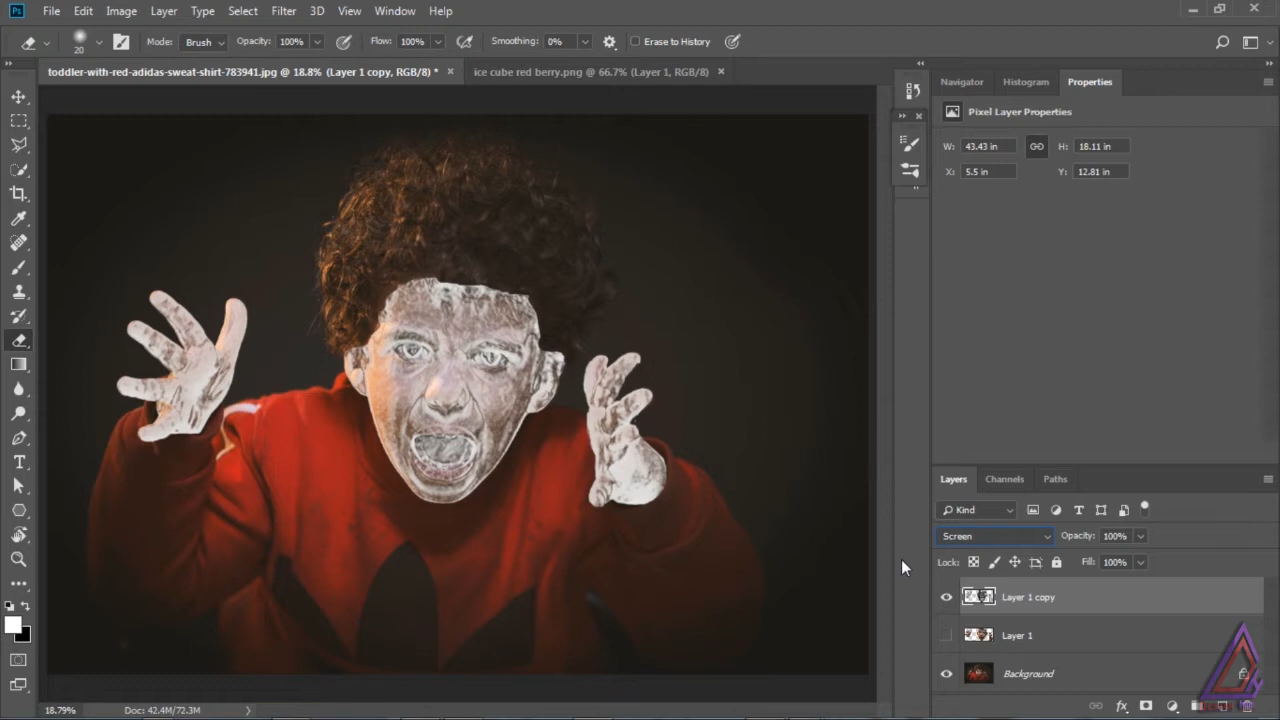 Ps File Edit Image Layer Type Select Filter 3D View Window Help
20 Mode: Brush Opacity: 100% Flow: 100% Smoothing: 0% Erase to History
toddler-with-red-adidas-sweat-shirt-783941.jpg @ 18.8% (Layer 1 copy, RGB/8) * × ice cube red berry.png @ 66.7% (Layer 1, RGB/8) ×
Navigator Histogram Properties
Pixel Layer Properties
W: 43.43 in H: 18.11 in
X: 5.5 in Y: 12.81 in
Layers Channels Paths
Kind
Screen Opacity: 100%
Lock: Fill: 100%
Layer 1 copy
Layer 1
Background
18.79% Doc: 42.4M/72.3M